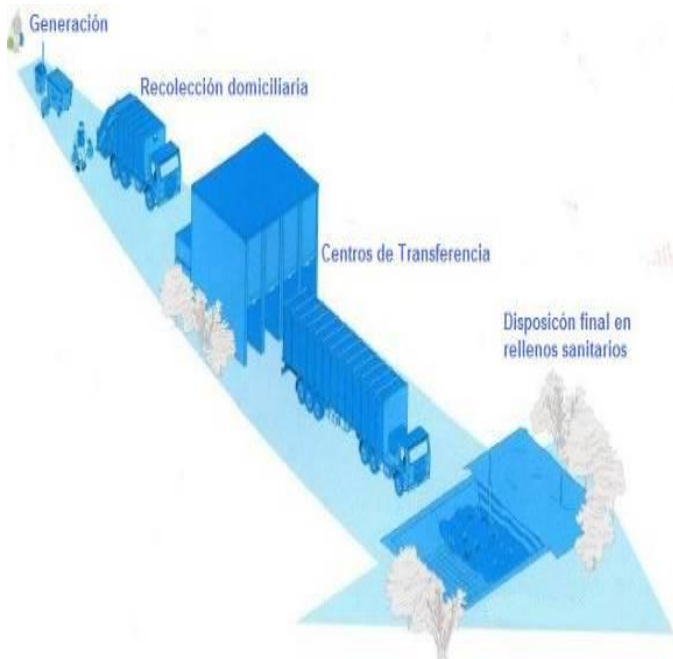 Generación
Recolección domiciliaria
Centros de Transferencia
Disposicón final en
rellenos sanitarios